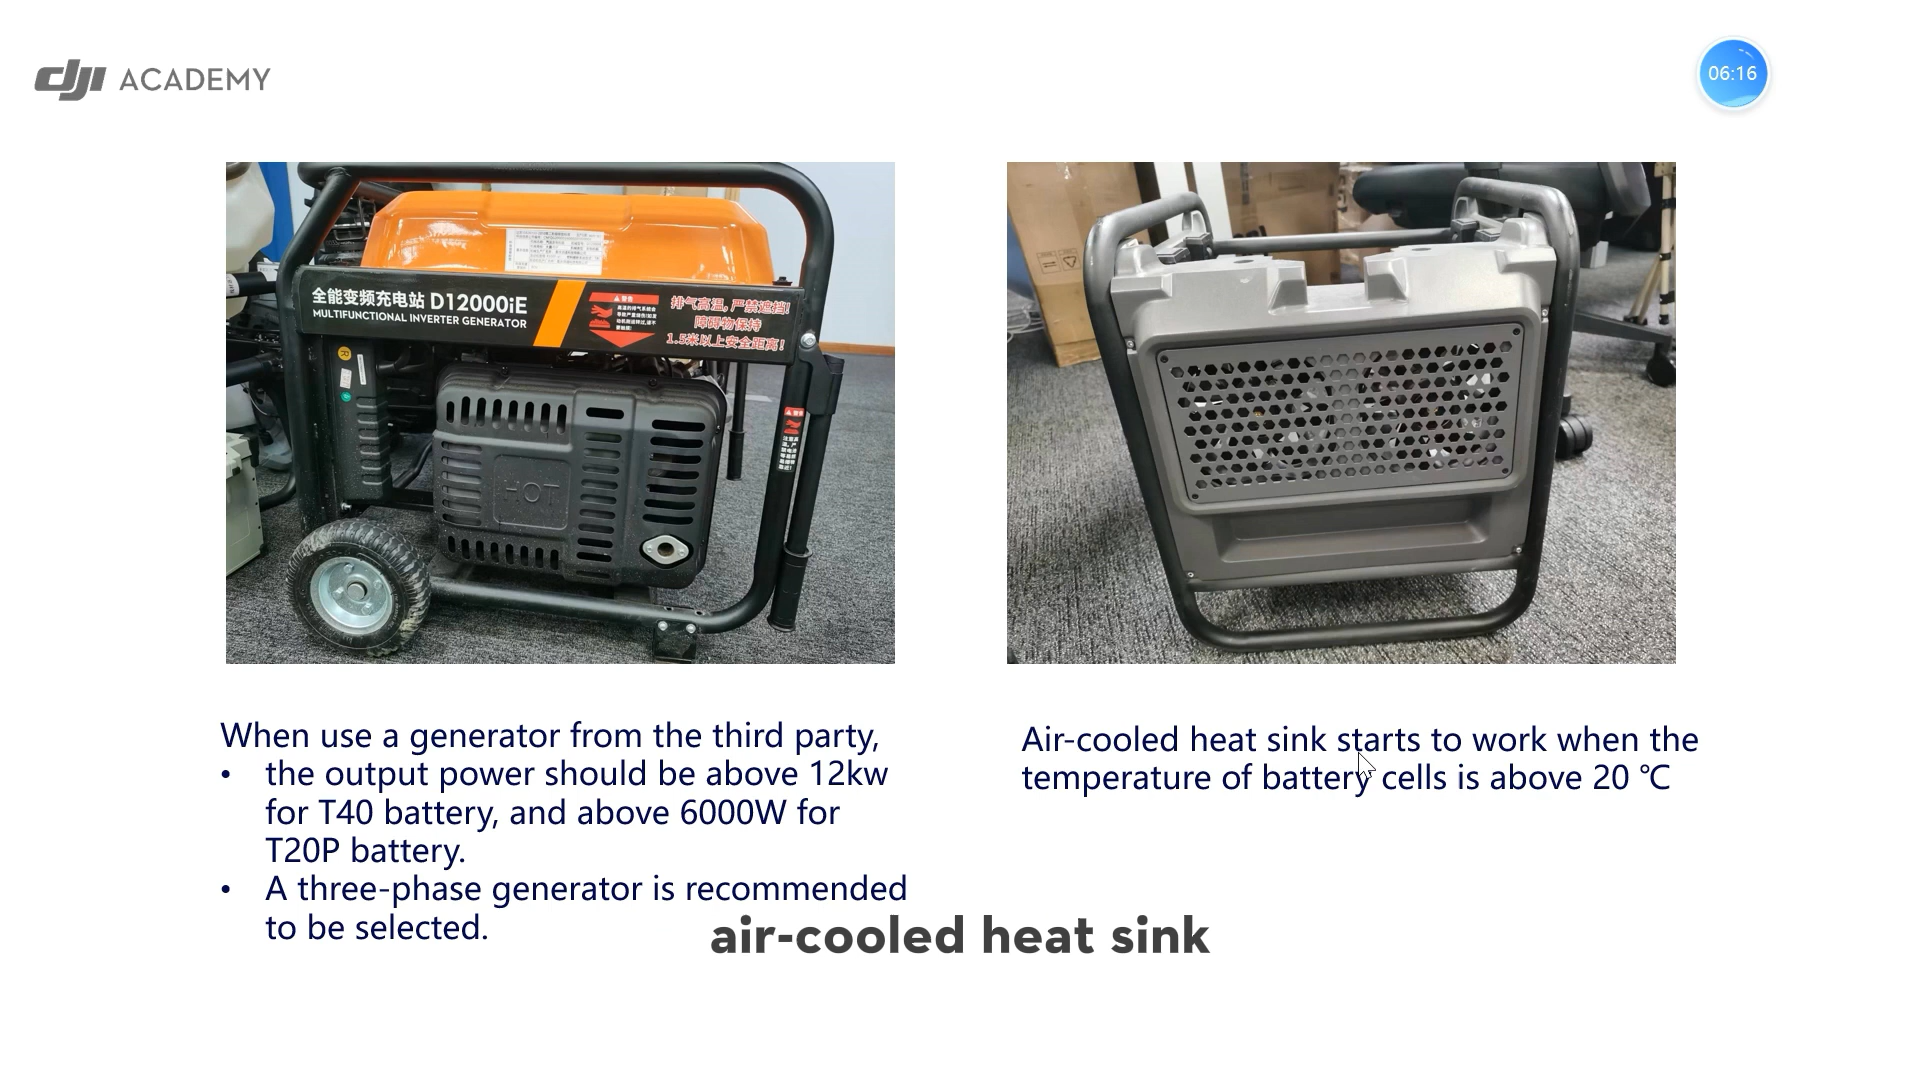 dji ACADEMY
06:16
全能变频充电站 D12000iE
MULTIFUNCTIONAL INVERTER GENERATOR
警告
排气高温，严禁遮挡！
障碍物保持
1.5米以上安全距离！
HOT
When use a generator from the third party,
• the output power should be above 12kw
for T40 battery, and above 6000W for
T20P battery.
• A three-phase generator is recommended
to be selected.
Air-cooled heat sink starts to work when the
temperature of battery cells is above 20 ℃
air-cooled heat sink